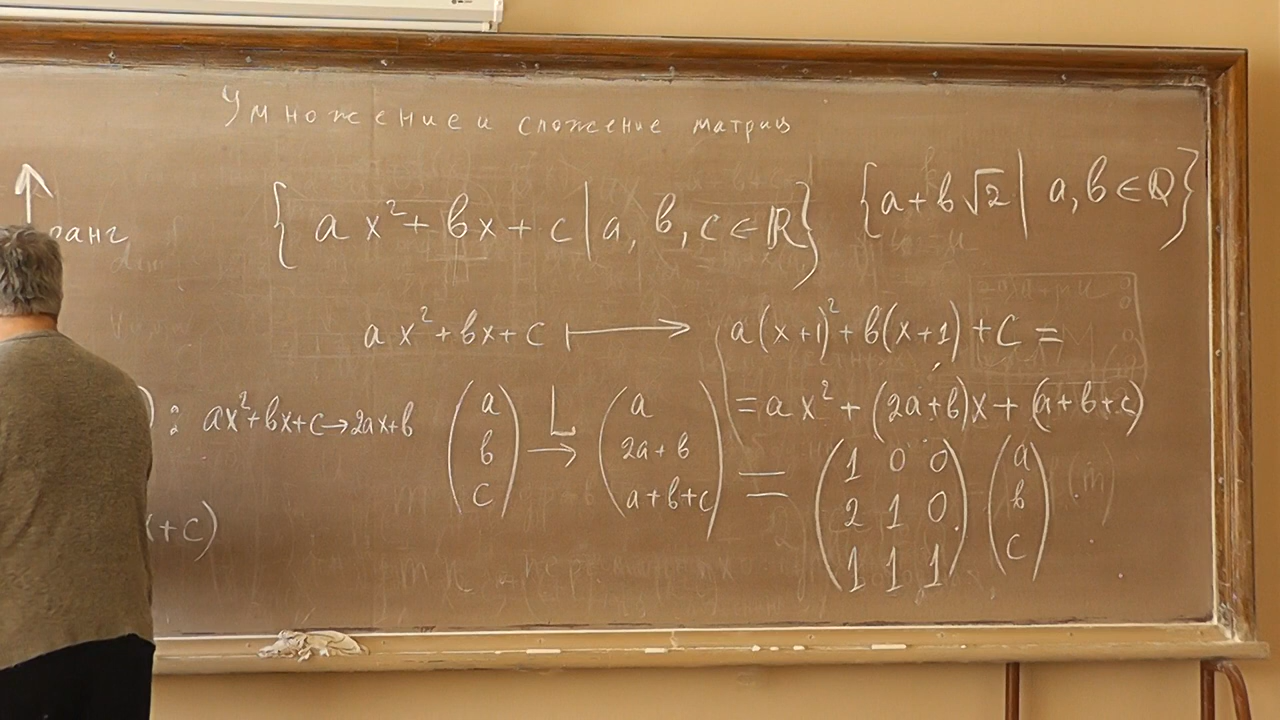 Умножение и сложение матриц
ранг
{ax²+bx+c | a, b, c ∈ ℝ} {a+b√2 | a, b ∈ ℚ}
ax²+bx+c ⟼ a(x+1)²+b(x+1)+c =
= ax²+(2a+b)x+(a+b+c)
) : ax²+bx+c→2ax+b
(a b c) L→ (a 2a+b a+b+c) = (1 0 0 2 1 0 1 1 1) (a b c)
+c)